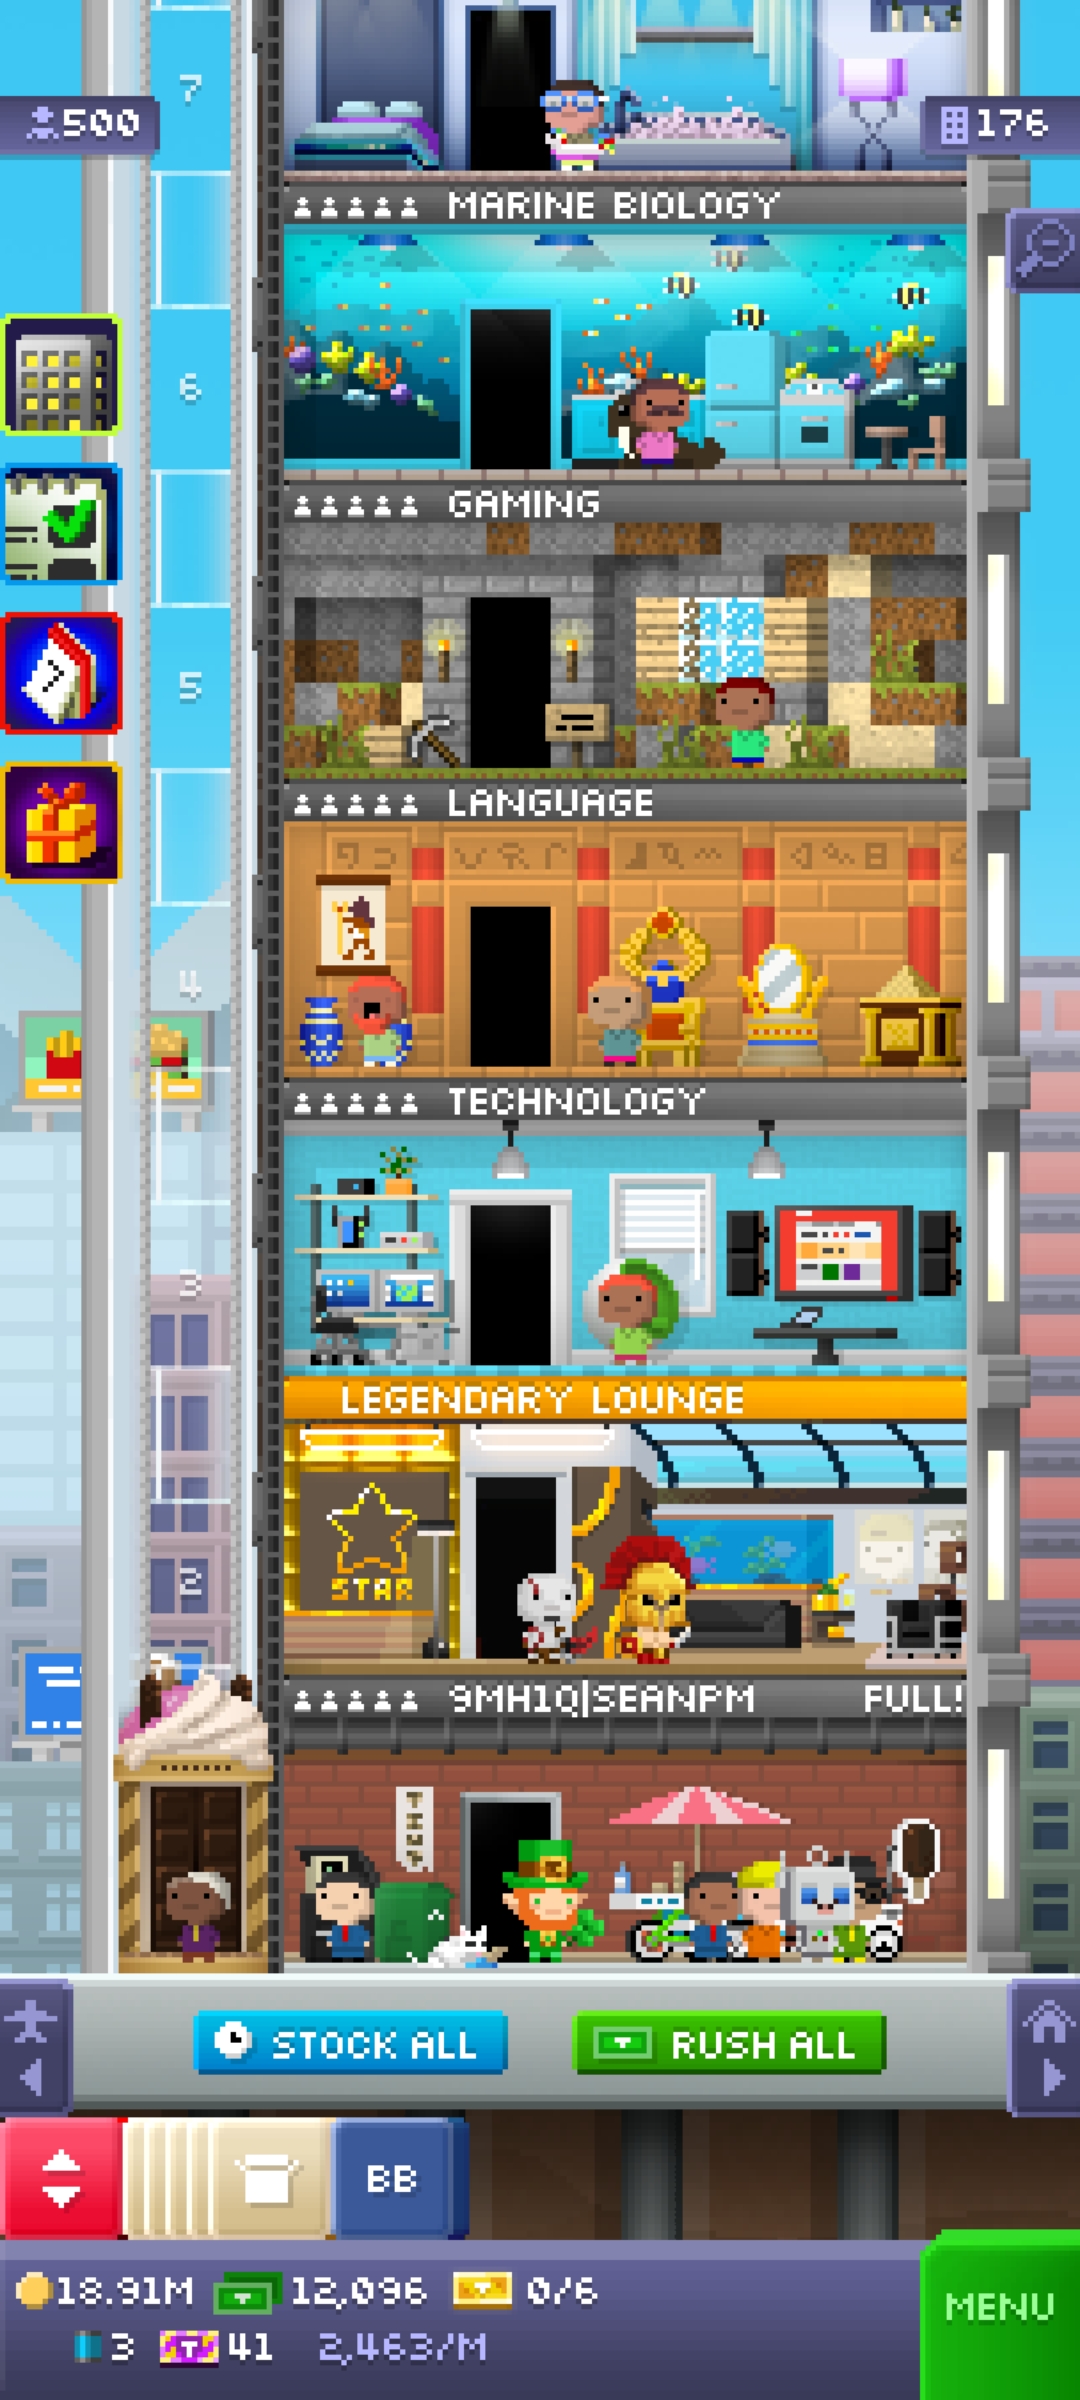 7
500
176
MARINE BIOLOGY
6
GAMING
7
5
LANGUAGE
4
TECHNOLOGY
3
LEGENDARY LOUNGE
STAR
2
9MH1Q|SEANPM FULL!
STOCK ALL
RUSH ALL
BB
18.91M 12,096 0/6
3 41 2,463/M
MENU